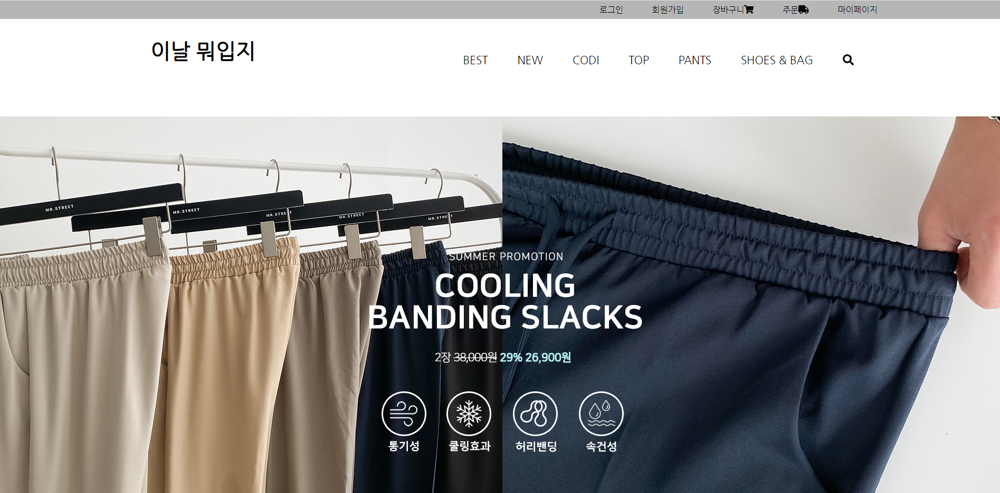 로그인 회원가입 장바구니 주문 마이페이지
이날 뭐입지
BEST NEW CODI TOP PANTS SHOES & BAG
MR.STREET MR.STREET MR.STREET MR.STREET MR.STREET
SUMMER PROMOTION
COOLING
BANDING SLACKS
2장 38,000원 29% 26,900원
통기성 쿨링효과 허리밴딩 속건성